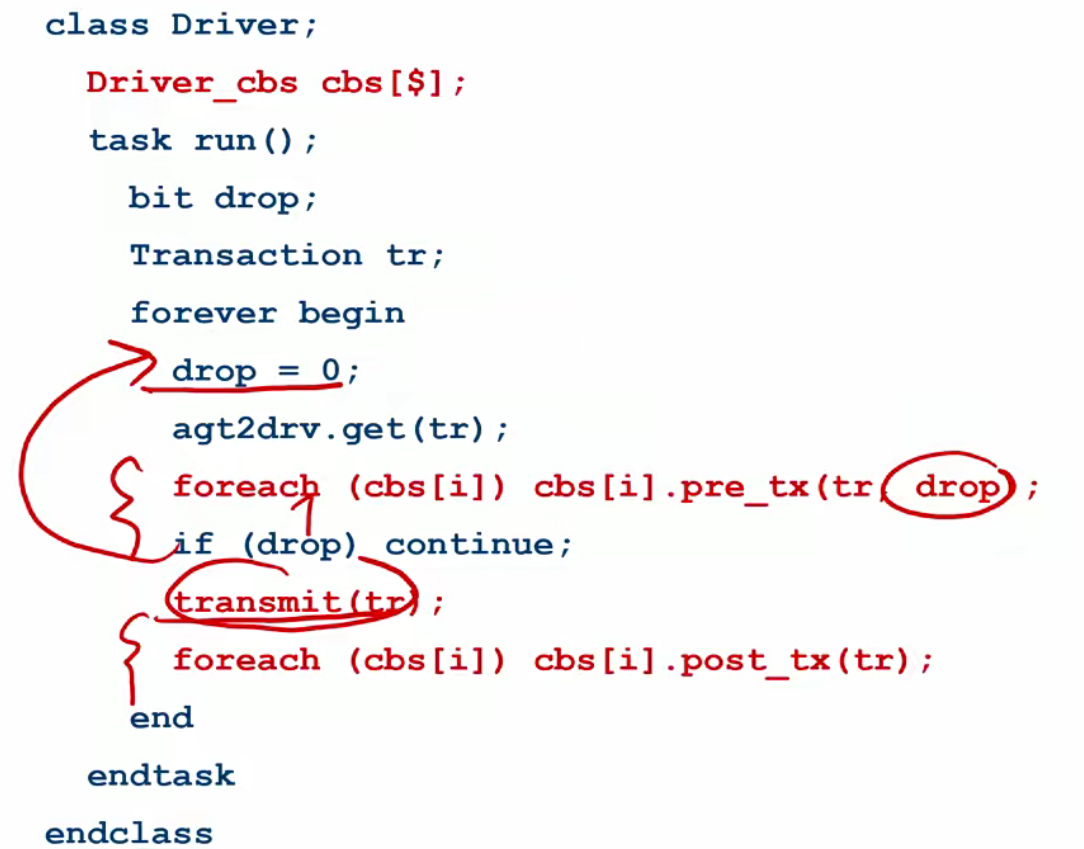 class Driver;
Driver_cbs cbs[$];
task run();
bit drop;
Transaction tr;
forever begin
drop = 0;
agt2drv.get(tr);
foreach (cbs[i]) cbs[i].pre_tx(tr, drop);
if (drop) continue;
transmit(tr);
foreach (cbs[i]) cbs[i].post_tx(tr);
end
endtask
endclass